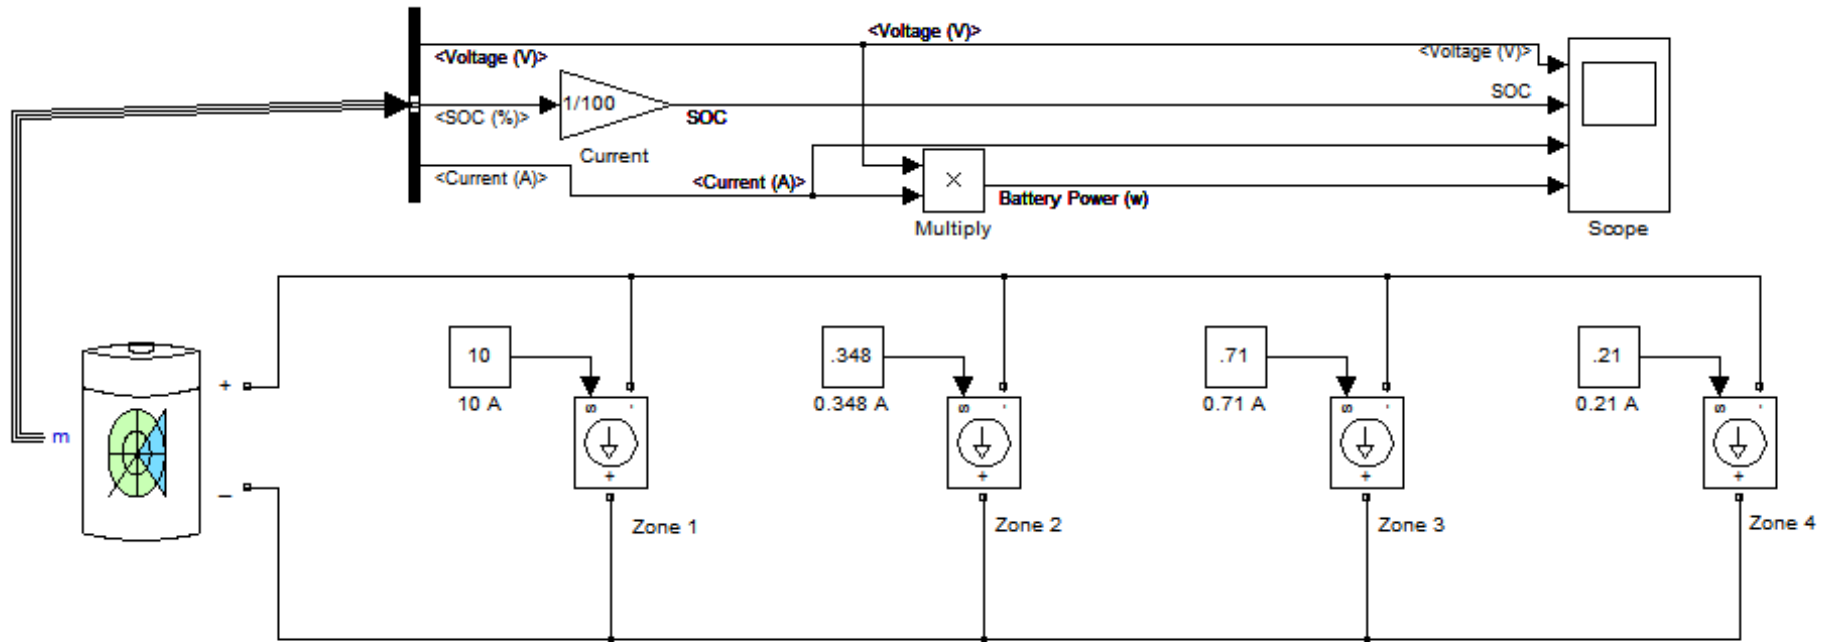 <Voltage (V)>
<Voltage (V)>
<Voltage (V)>
1/100
SOC
<SOC (%)>
SOC
Current
<Current (A)>
<Current (A)>
×
Battery Power (w)
Multiply
Scope
10
.348
.71
.21
+
10 A
0.348 A
0.71 A
0.21 A
s
-
s
-
s
-
s
-
m
+
+
+
+
_
Zone 1
Zone 2
Zone 3
Zone 4